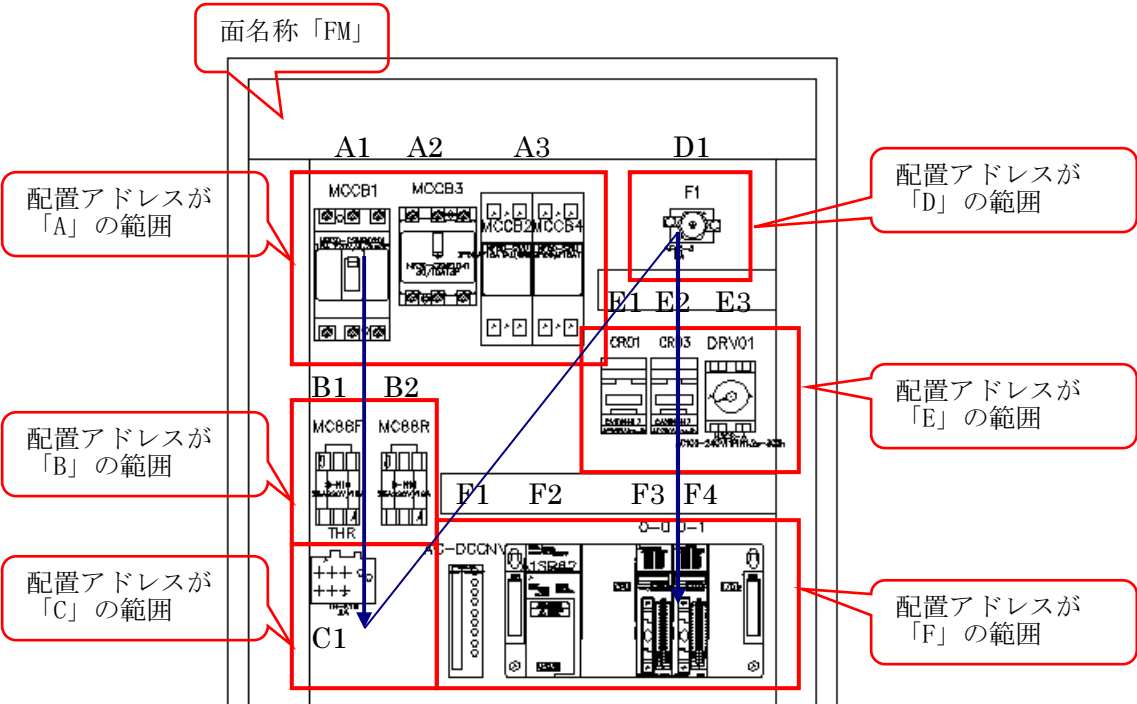 面名称「FM」
A1 A2 A3 D1
配置アドレスが
「A」の範囲
MCCB1 MCCB3 MCCB2 MCCB4 F1
配置アドレスが
「D」の範囲
E1 E2 E3
CR01 CR03 DRV01
B1 B2
MC88F MC88R
配置アドレスが
「B」の範囲
配置アドレスが
「E」の範囲
F1 F2 F3 F4
THR
AC-DCCNV
0-0 0-1
配置アドレスが
「C」の範囲
C1
配置アドレスが
「F」の範囲